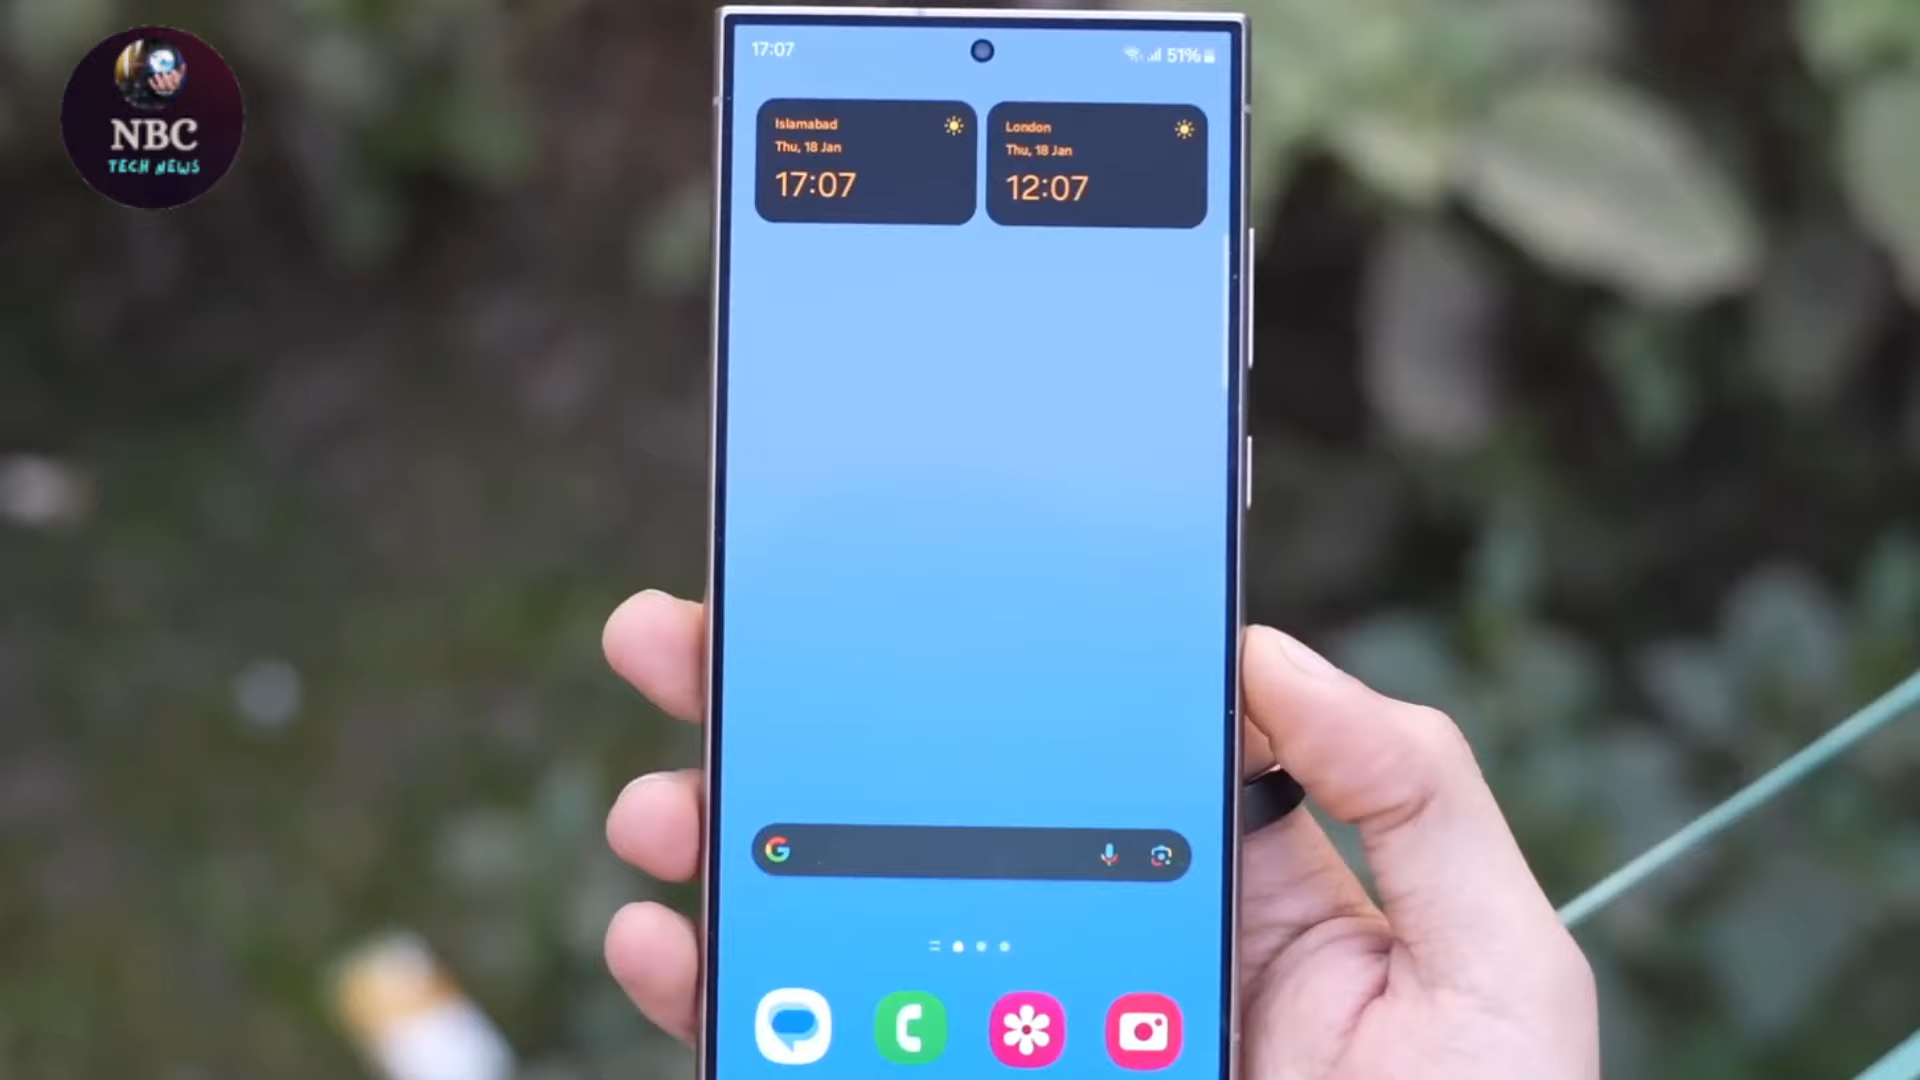 NBC
TECH NEWS
17:07
51%
Islamabad
Thu, 18 Jan
17:07
London
Thu, 18 Jan
12:07